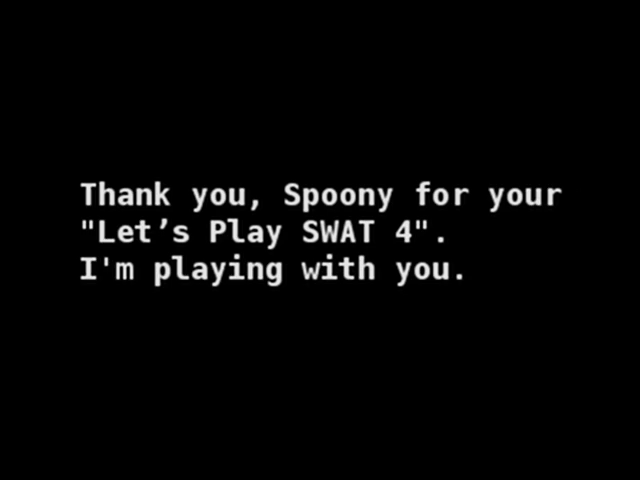 Thank you, Spoony for your
"Let’s Play SWAT 4".
I'm playing with you.